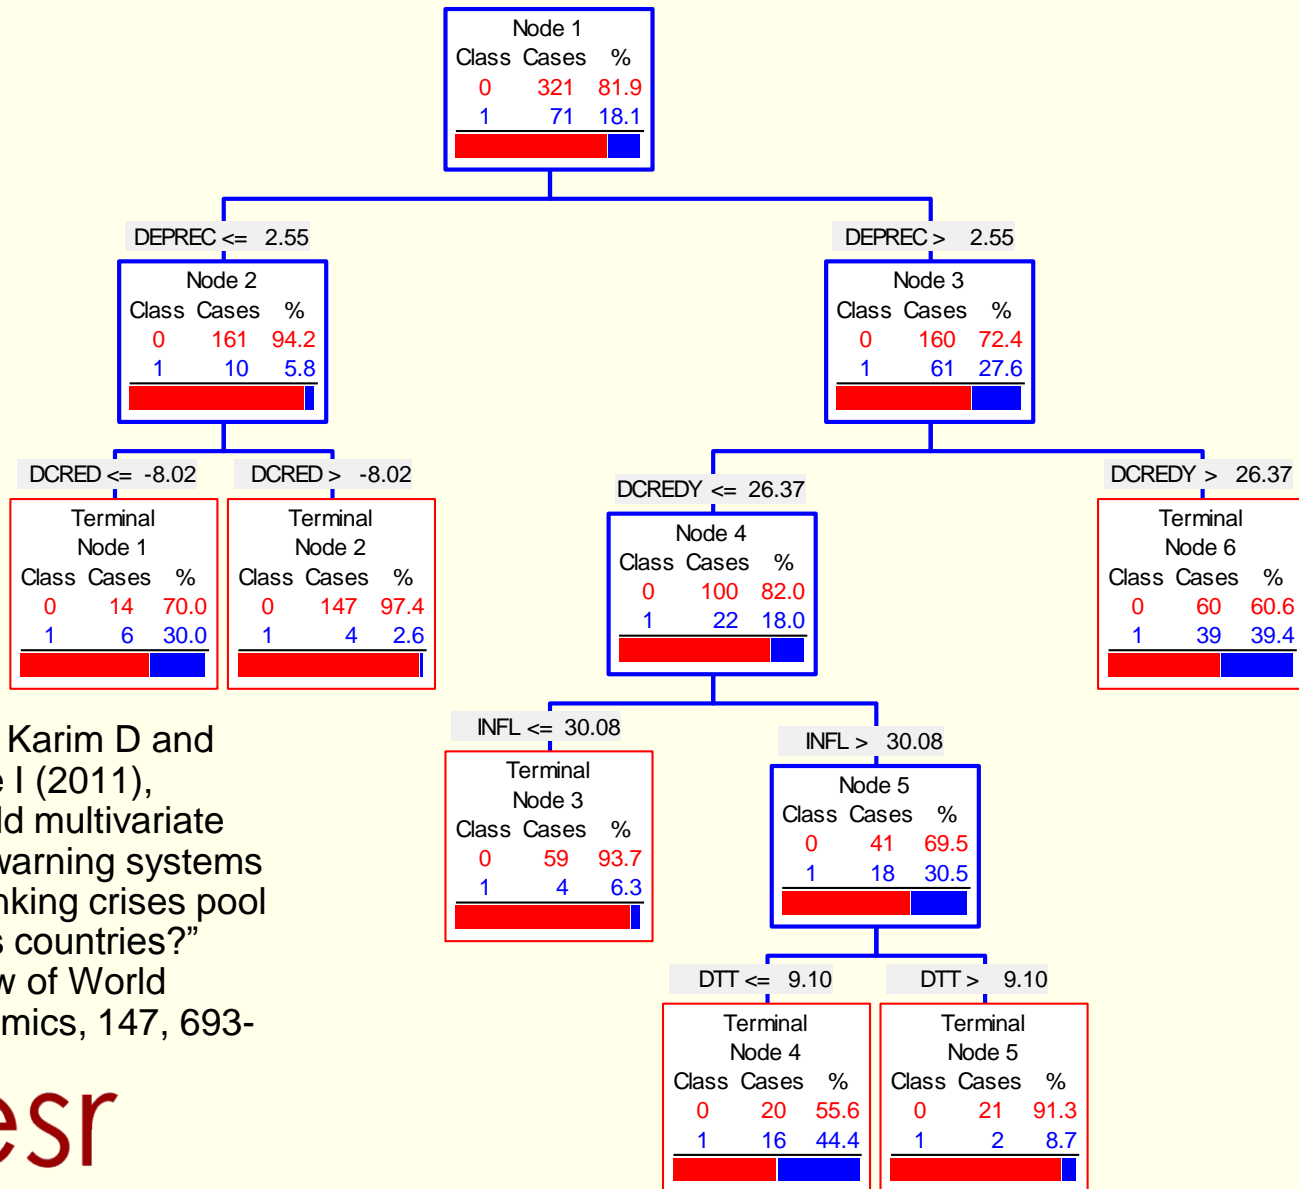 Node 1
Class Cases %
0 321 81.9
1 71 18.1
DEPREC <= 2.55
DEPREC > 2.55
Node 2
Class Cases %
0 161 94.2
1 10 5.8
Node 3
Class Cases %
0 160 72.4
1 61 27.6
DCRED <= -8.02
DCRED > -8.02
DCREDY <= 26.37
DCREDY > 26.37
Terminal
Node 1
Class Cases %
0 14 70.0
1 6 30.0
Terminal
Node 2
Class Cases %
0 147 97.4
1 4 2.6
Node 4
Class Cases %
0 100 82.0
1 22 18.0
Terminal
Node 6
Class Cases %
0 60 60.6
1 39 39.4
INFL <= 30.08
INFL > 30.08
Terminal
Node 3
Class Cases %
0 59 93.7
1 4 6.3
Node 5
Class Cases %
0 41 69.5
1 18 30.5
DTT <= 9.10
DTT > 9.10
Terminal
Node 4
Class Cases %
0 20 55.6
1 16 44.4
Terminal
Node 5
Class Cases %
0 21 91.3
1 2 8.7
Karim D and
I (2011),
multivariate
warning systems
crises pool
countries?”
of World
147, 693-